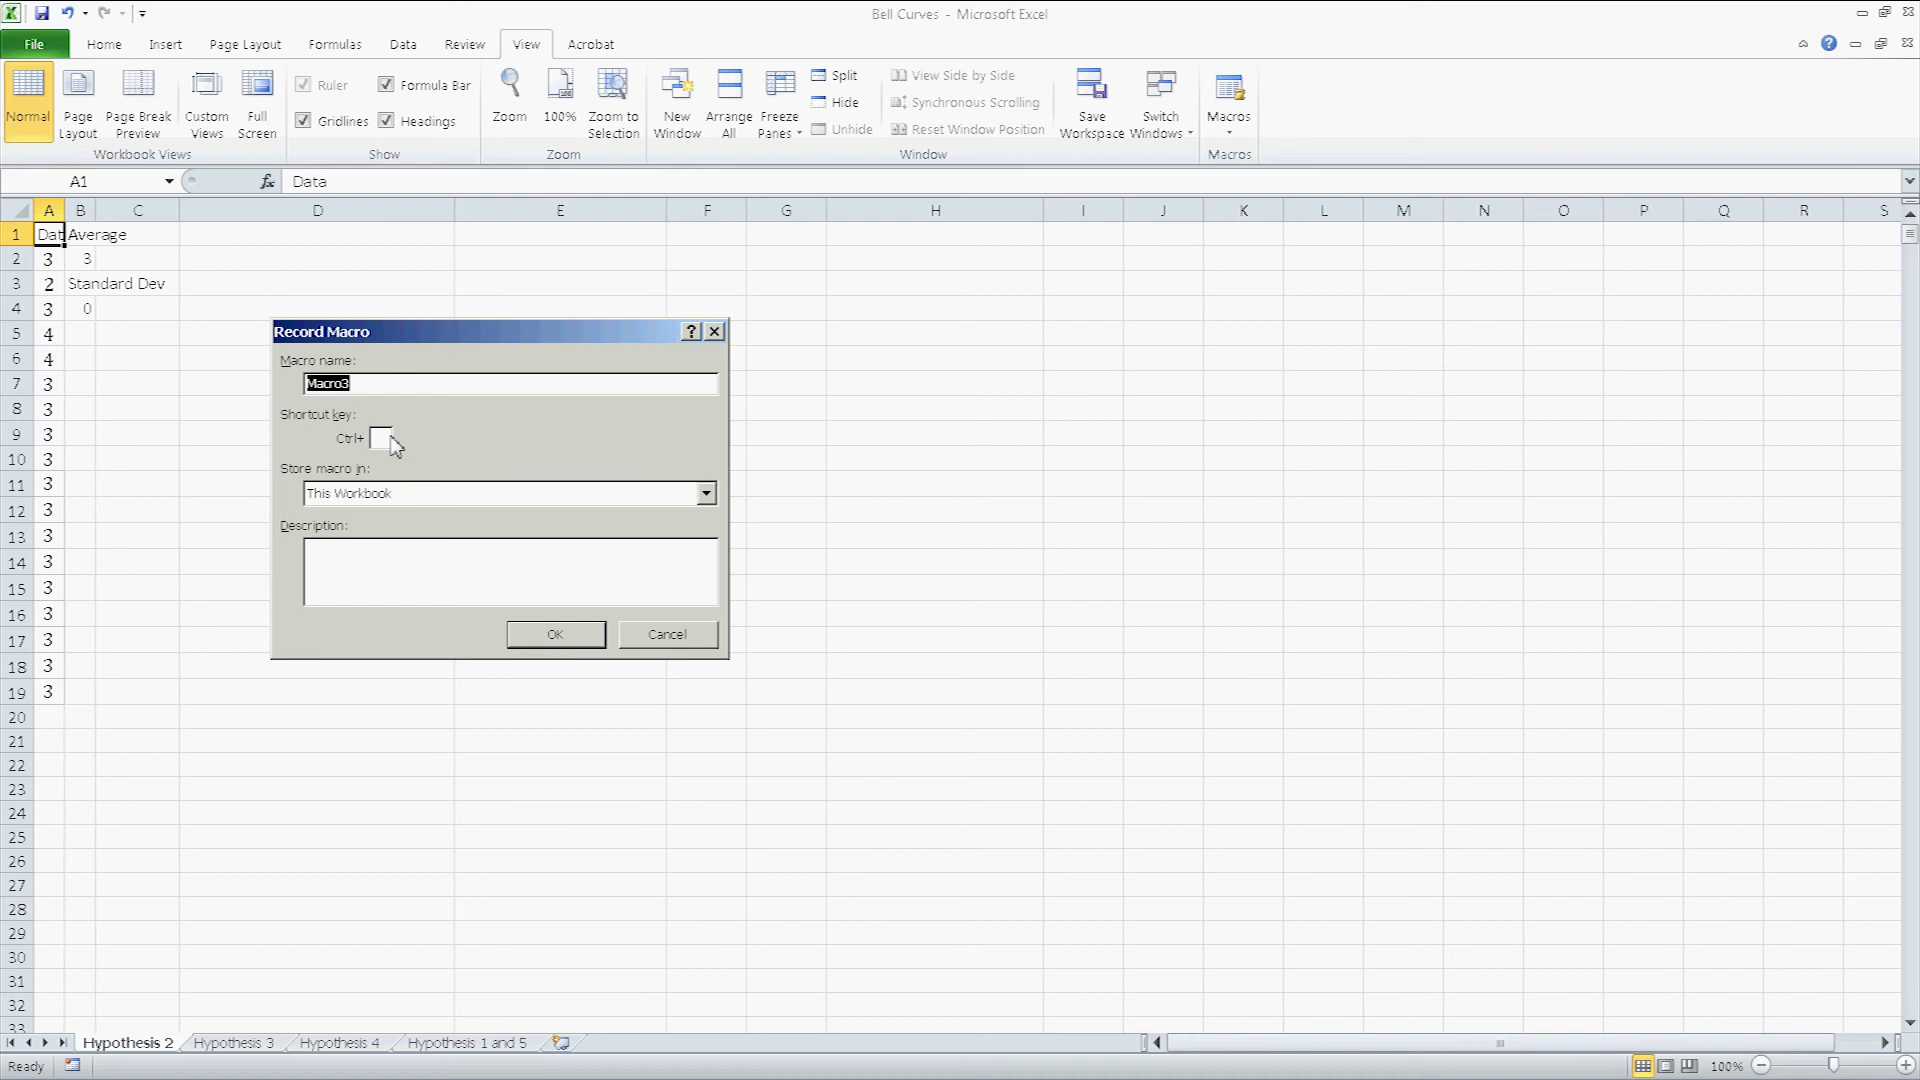 Bell Curves - Microsoft Excel
File Home Insert Page Layout Formulas Data Review View Acrobat
Normal
Page Layout
Page Break Preview
Custom Views
Full Screen
Workbook Views
Ruler
Formula Bar
Gridlines
Headings
Show
Zoom
100%
Zoom to Selection
Zoom
New Window
Arrange All
Freeze Panes
Split
Hide
Unhide
View Side by Side
Synchronous Scrolling
Reset Window Position
Window
Save Workspace
Switch Windows
Macros
Macros
A1 fx Data
A B C D E F G H I J K L M N O P Q R S
1 Dat Average
2 3 3
3 2 Standard Dev
4 3 0
5 4
6 4
7 3
8 3
9 3
10 3
11 3
12 3
13 3
14 3
15 3
16 3
17 3
18 3
19 3
20
21
22
23
24
25
26
27
28
29
30
31
32
33
Record Macro
Macro name:
Macro3
Shortcut key:
Ctrl+
Store macro in:
This Workbook
Description:
OK Cancel
Hypothesis 2 Hypothesis 3 Hypothesis 4 Hypothesis 1 and 5
Ready 100%